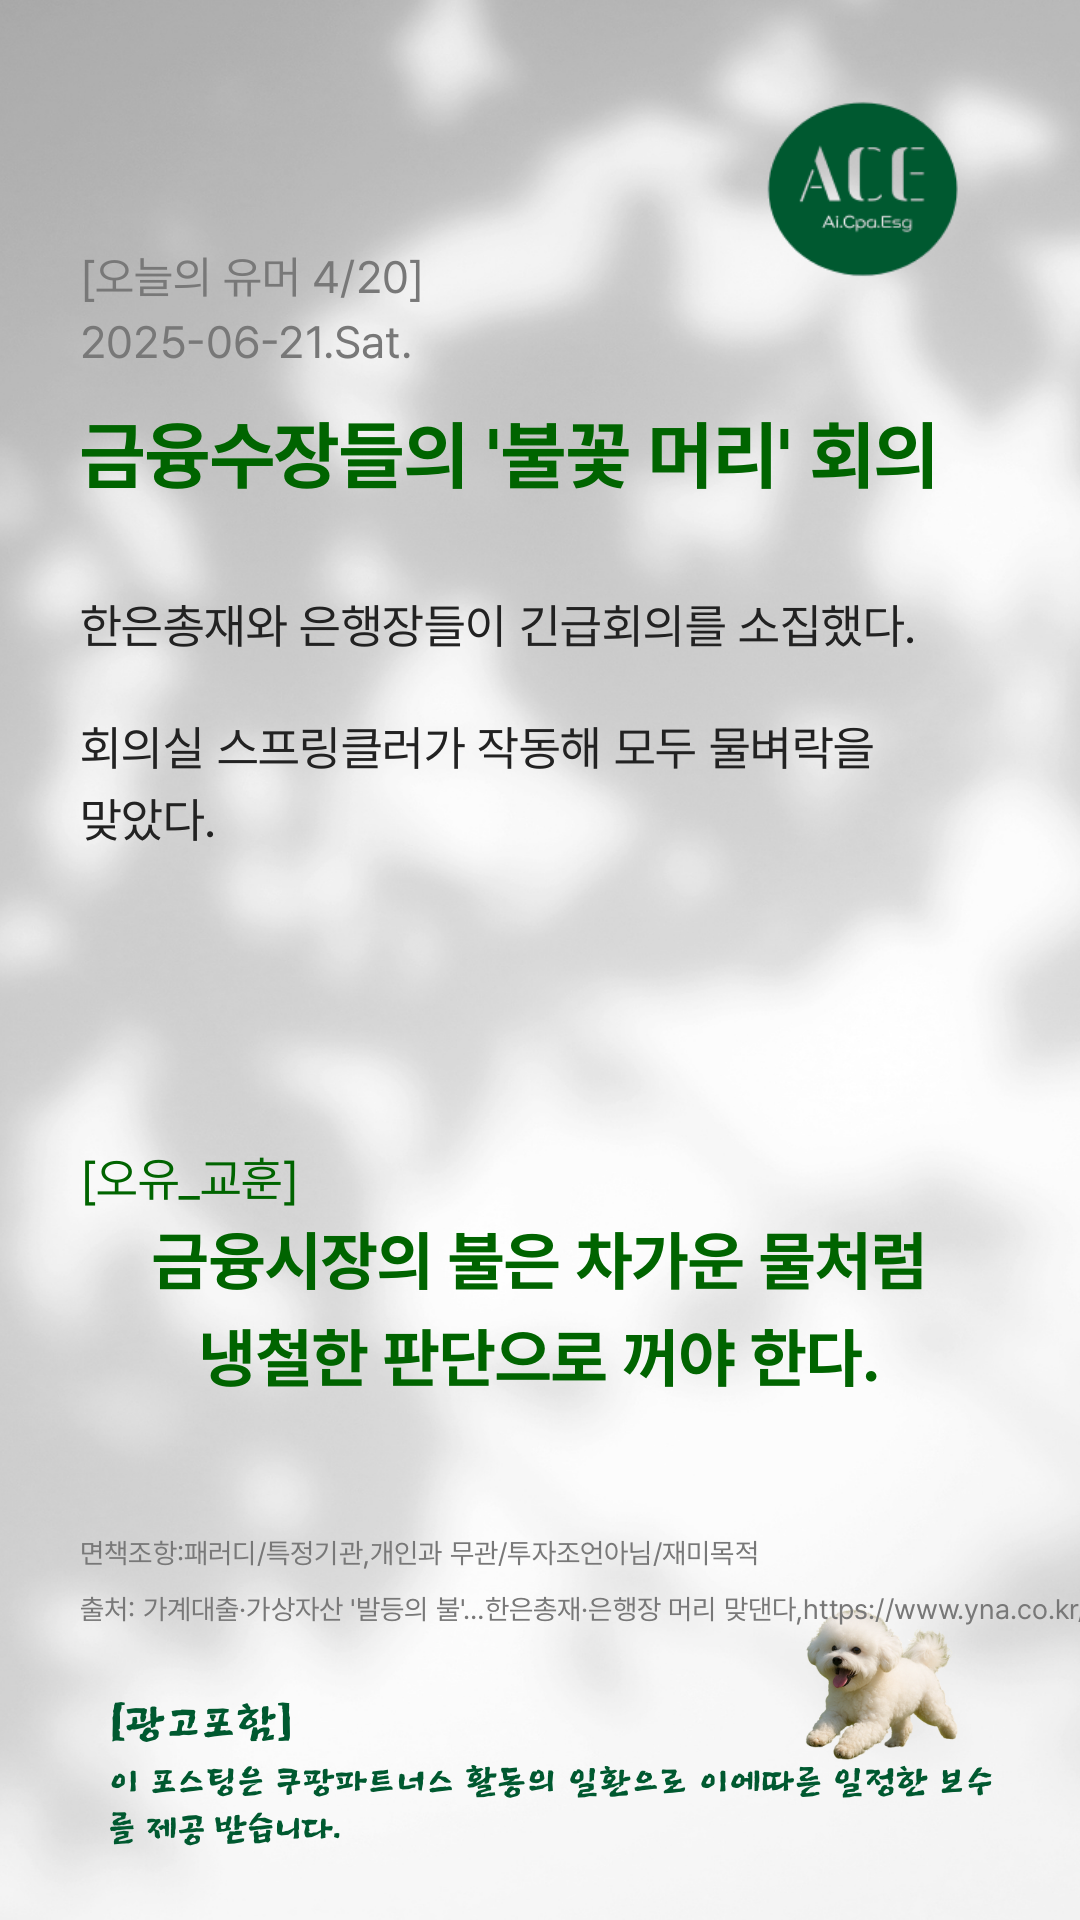 ACE
Ai.Cpa.Esg
[오늘의 유머 4/20]
2025-06-21.Sat.
금융수장들의 '불꽃 머리' 회의
한은총재와 은행장들이 긴급회의를 소집했다.
회의실 스프링클러가 작동해 모두 물벼락을
맞았다.
[오유_교훈]
금융시장의 불은 차가운 물처럼
냉철한 판단으로 꺼야 한다.
면책조항:패러디/특정기관,개인과 무관/투자조언아님/재미목적
출처: 가계대출·가상자산 '발등의 불'...한은총재·은행장 머리 맞댄다,https://www.yna.co.kr/
[광고포함]
이 포스팅은 쿠팡파트너스 활동의 일환으로 이에따른 일정한 보수
를 제공 받습니다.